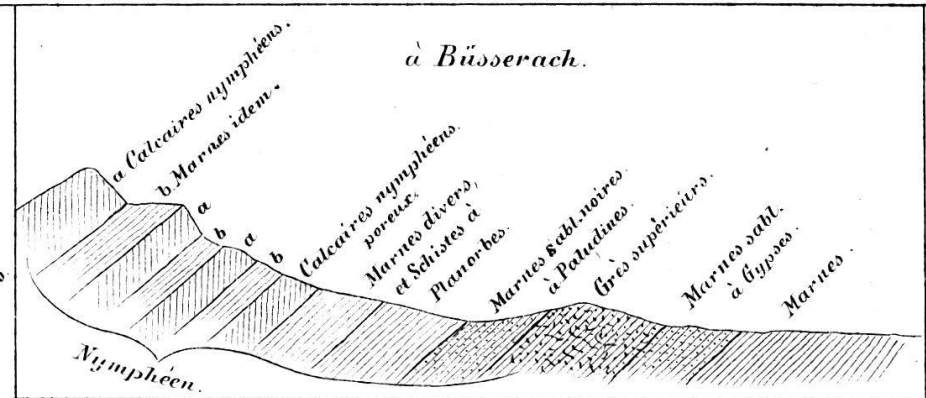 à Büsserach.
a Calcaires nymphéens.
b. Marnes idem.
a
b
a
b
Calcaires nymphéens
poreux.
Marnes divers,
et Schistes à
Planorbes.
Marnes sabl. noires
à Paludines.
Grès supérieurs.
Marnes sabl.
à Gypses.
Marnes
Nymphéen.